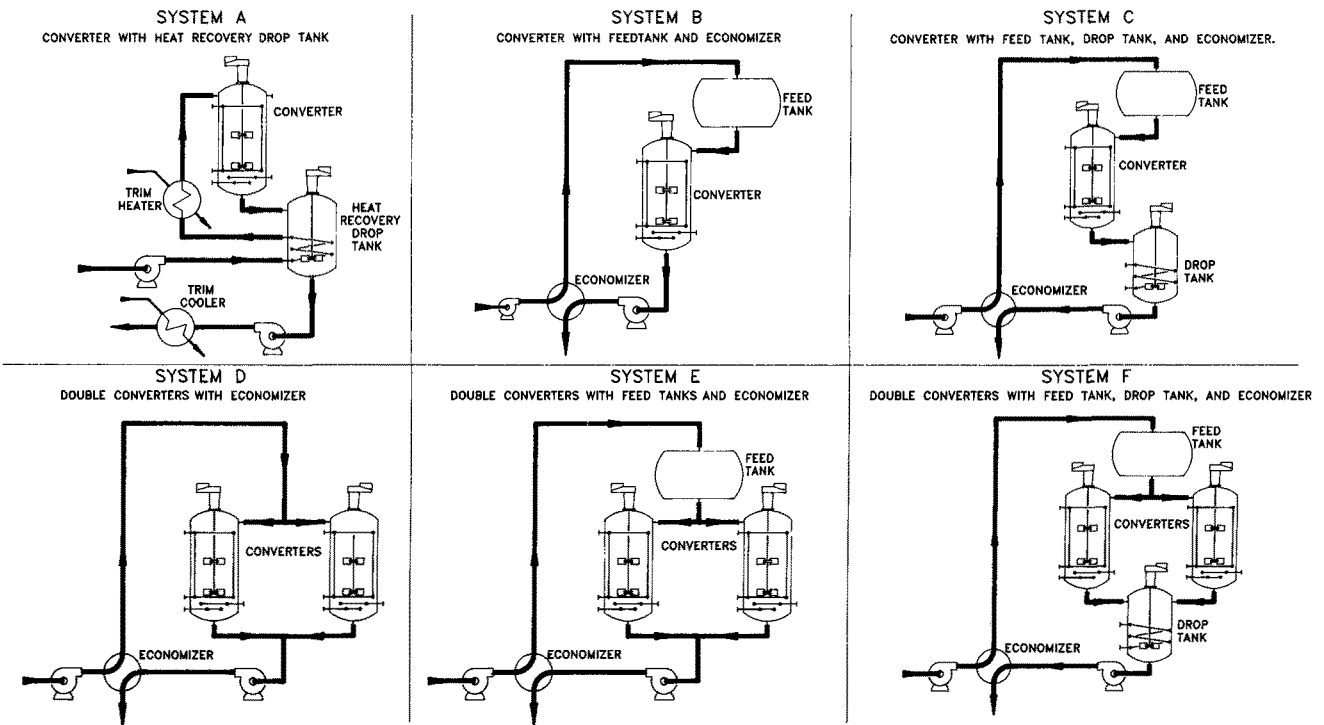 SYSTEM A
CONVERTER WITH HEAT RECOVERY DROP TANK
CONVERTER
TRIM
HEATER
HEAT
RECOVERY
DROP
TANK
TRIM
COOLER
SYSTEM B
CONVERTER WITH FEEDTANK AND ECONOMIZER
FEED
TANK
CONVERTER
ECONOMIZER
SYSTEM C
CONVERTER WITH FEED TANK, DROP TANK, AND ECONOMIZER.
FEED
TANK
CONVERTER
DROP
TANK
ECONOMIZER
SYSTEM D
DOUBLE CONVERTERS WITH ECONOMIZER
CONVERTERS
ECONOMIZER
SYSTEM E
DOUBLE CONVERTERS WITH FEED TANKS AND ECONOMIZER
FEED
TANK
CONVERTERS
ECONOMIZER
SYSTEM F
DOUBLE CONVERTERS WITH FEED TANK, DROP TANK, AND ECONOMIZER
FEED
TANK
CONVERTERS
DROP
TANK
ECONOMIZER